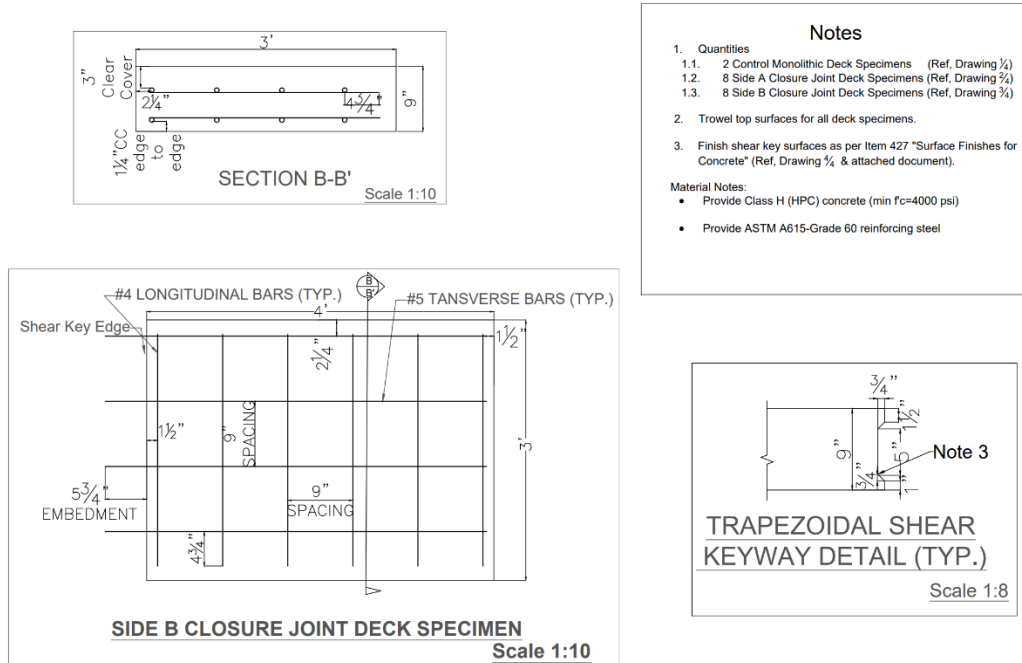 3'
3" Clear Cover
2¼"
4¾"
9"
1¼"CC edge to edge
SECTION B-B'
Scale 1:10
Notes
1. Quantities
1.1. 2 Control Monolithic Deck Specimens (Ref, Drawing ¼)
1.2. 8 Side A Closure Joint Deck Specimens (Ref, Drawing 2⁄4)
1.3. 8 Side B Closure Joint Deck Specimens (Ref, Drawing ¾)
2. Trowel top surfaces for all deck specimens.
3. Finish shear key surfaces as per Item 427 "Surface Finishes for
Concrete" (Ref, Drawing 4⁄4 & attached document).
Material Notes:
• Provide Class H (HPC) concrete (min f'c=4000 psi)
• Provide ASTM A615-Grade 60 reinforcing steel
B
B'
#4 LONGITUDINAL BARS (TYP.)
#5 TANSVERSE BARS (TYP.)
4'
Shear Key Edge
1½"
2¼"
1½"
9"
SPACING
3'
5¾"
EMBEDMENT
9"
SPACING
4¾"
SIDE B CLOSURE JOINT DECK SPECIMEN
Scale 1:10
¾"
1½"
9"
5"
Note 3
¾"
1"
TRAPEZOIDAL SHEAR
KEYWAY DETAIL (TYP.)
Scale 1:8